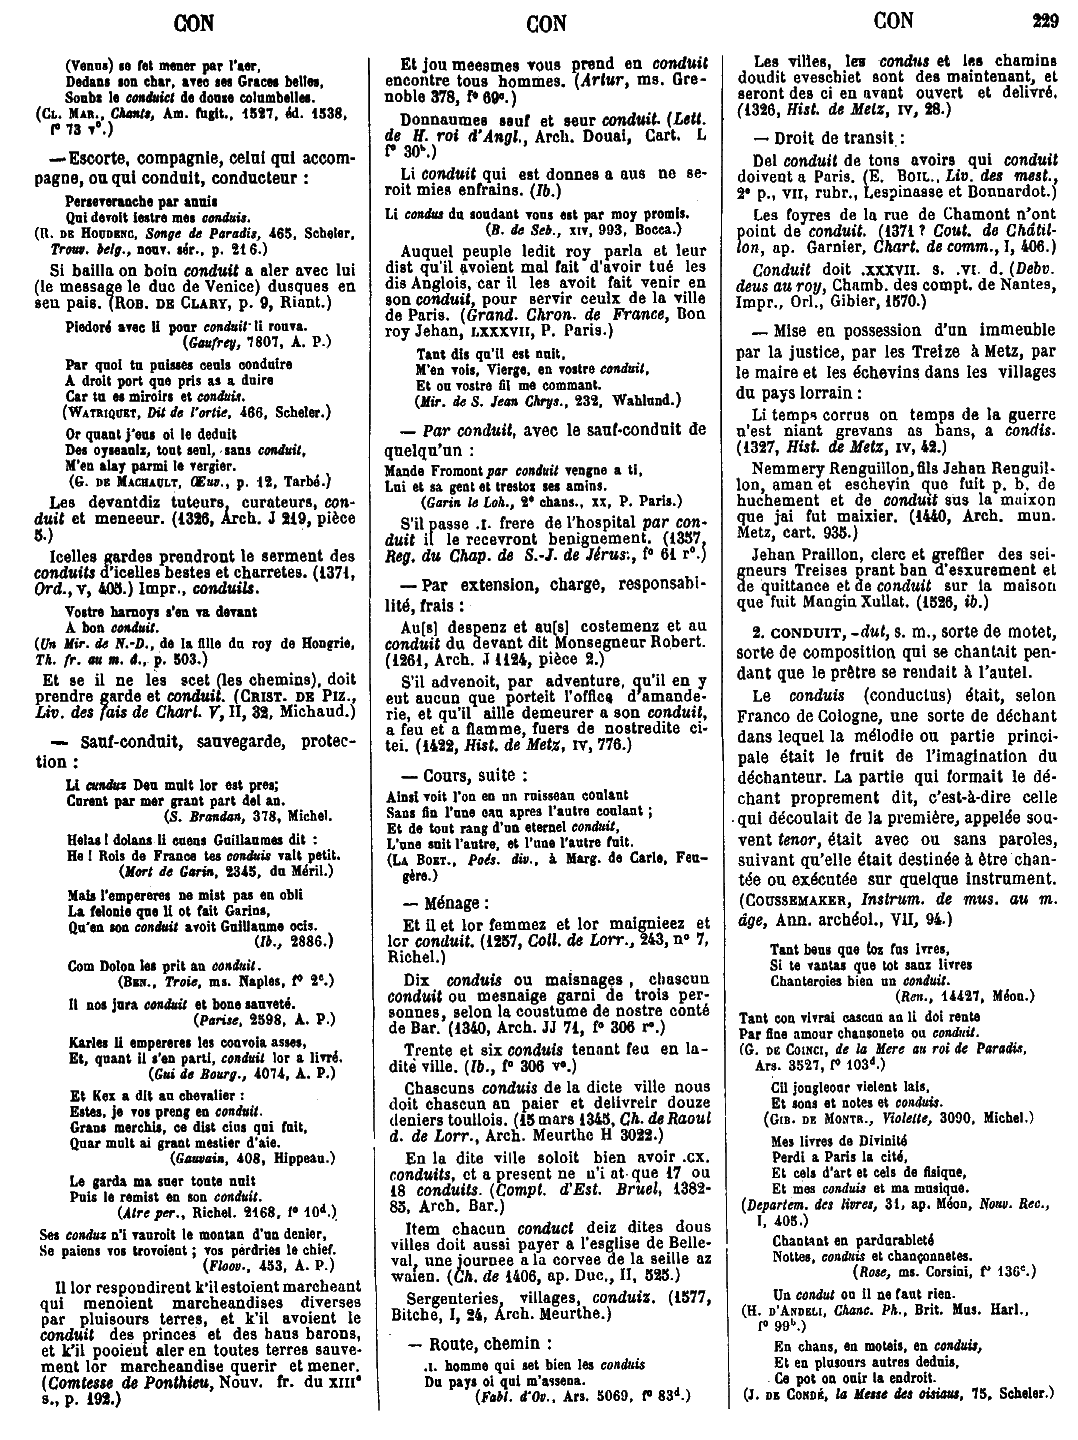 CON
CON
CON
229
(Venus) se fet mener par l'aer,
Dedans son char, avec ses Graces belles,
Soubz le conduict de douse columbelles.
(CL. MAR., Chants, Am. fugit., 1527, éd. 1538,
f° 73 v°.)
— Escorte, compagnie, celui qui accom-
pagne, ou qui conduit, conducteur :
Perseveranche par annis
Qui devoit iestre mes conduis.
(R. DE HOUDENC, Songe de Paradis, 465, Scheler,
Trouv. belg., nouv. sér., p. 216.)
Si bailla on boin conduit a aler avec lui
(le message le duc de Venice) dusques en
seu pais. (ROB. DE CLARY, p. 9, Riant.)
Piedoré avec li pour conduit li rouva.
(Gaufrey, 7807, A. P.)
Par quoi tu puisses ceuls conduire
A droit port que pris as a duire
Car tu es miroirs et conduis.
(WATRIQUET, Dit de l'ortie, 466, Scheler.)
Or quant j'eus oi le deduit
Des oyseaulz, tout seul, sans conduit,
M'en alay parmi le vergier.
(G. DE MACHAULT, Œuv., p. 12, Tarbé.)
Les devantdiz tuteurs, curateurs, con-
duit et meneeur. (1326, Arch. J 219, pièce
5.)
Icelles gardes prendront le serment des
conduits d'icelles bestes et charretes. (1371,
Ord., v, 405.) Impr., conduils.
Vostre harnoys s'en va devant
A bon conduit.
(Un Mir. de N.-D., de la fille du roy de Hongrie,
Th. fr. au m. â., p. 503.)
Et se il ne les scet (les chemins), doit
prendre garde et conduit. (CRIST. DE PIZ.,
Liv. des fais de Charl. V, II, 32, Michaud.)
— Sauf-conduit, sauvegarde, protec-
tion :
Li cunduz Deu mult lor est pres;
Curent par mer grant part del an.
(S. Brandan, 378, Michel.
Helas ! dolans li cuens Guillaumes dit :
He ! Rois de France tes conduis valt petit.
(Mort de Garin, 2345, du Méril.)
Mais l'empereres ne mist pas en obli
La felonie que li ot fait Garins,
Qu'en son conduit avoit Guillaume ocis.
(Ib., 2886.)
Com Dolon les prit an conduit.
(BEN., Troie, ms. Naples, f° 2c.)
Il nos jura conduit et bone sauveté.
(Parise, 2598, A. P.)
Karles li empereres les convoia asses,
Et, quant il s'en parti, conduit lor a livré.
(Gui de Bourg., 4074, A. P.)
Et Kex a dit au chevalier :
Estes, je vos preng en conduit.
Grans merchis, ce dist cius qui fuit,
Quar mult ai grant mestier d'aie.
(Gauvain, 408, Hippeau.)
Le garda ma suer toute nuit
Puis le remist en son conduit.
(Atre per., Richel. 2168, f° 10d.)
Ses conduz n'i vauroit le montan d'un denier,
Se paiens vos trovoient ; vos perdries le chief.
(Floov., 453, A. P.)
Il lor respondirent k'il estoient marcheant
qui menoient marcheandises diverses
par pluisours terres, et k'il avoient le
conduit des princes et des haus barons,
et k'il pooient aler en toutes terres sauve-
ment lor marcheandise querir et mener.
(Comtesse de Ponthieu, Nouv. fr. du XIIIe
s., p. 192.)
Et jou meesmes vous prend en conduit
encontre tous hommes. (Artur, ms. Gre-
noble 378, f° 69c.)
Donnaumes sauf et seur conduit. (Lett.
de H. roi d'Angl., Arch. Douai, Cart. L
f° 30b.)
Li conduit qui est donnes a aus ne se-
roit mies enfrains. (Ib.)
Li condus du soudant vous est par moy promis.
(B. de Seb., XIV, 993, Bocca.)
Auquel peuple ledit roy parla et leur
dist qu'il avoient mal fait d'avoir tué les
dis Anglois, car il les avoit fait venir en
son conduit, pour servir ceulx de la ville
de Paris. (Grand. Chron. de France, Bon
roy Jehan, LXXXVII, P. Paris.)
Tant dis qu'il est nuit,
M'en vois, Vierge, en vostre conduit,
Et ou vostre fil me commant.
(Mir. de S. Jean Chrys., 232, Wahlund.)
— Par conduit, avec le sauf-conduit de
quelqu'un :
Mande Fromont par conduit vengne a ti,
Lui et sa gent et trestoz ses amins.
(Garin le Loh., 2e chans., XX, P. Paris.)
S'il passe .I. frere de l'hospital par con-
duit il le recevront benignement. (1357,
Reg. du Chap. de S.-J. de Jérus., f° 61 r°.)
— Par extension, charge, responsabi-
lité, frais :
Au[s] despenz et au[s] costemenz et au
conduit du devant dit Monsegneur Robert.
(1261, Arch. J 1124, pièce 2.)
S'il advenoit, par adventure, qu'il en y
eut aucun que porteit l'office d'amande-
rie, et qu'il aille demeurer a son conduit,
a feu et a flamme, fuers de nostredite ci-
tei. (1422, Hist. de Metz, IV, 776.)
— Cours, suite :
Ainsi voit l'on en un ruisseau coulant
Sans fin l'une eau apres l'autre coulant ;
Et de tout rang d'un eternel conduit,
L'une suit l'autre, et l'une l'autre fuit.
(LA BOET., Poés. div., à Marg. de Carle, Feu-
gère.)
— Ménage :
Et il et lor femmez et lor maignieez et
lor conduit. (1257, Coll. de Lorr., 243, n° 7,
Richel.)
Dix conduis ou maisnages, chascun
conduit ou mesnaige garni de trois per-
sonnes, selon la coustume de nostre conté
de Bar. (1340, Arch. JJ 71, f° 306 r°.)
Trente et six conduis tenant feu en la-
dite ville. (Ib., f° 306 v°.)
Chascuns conduis de la dicte ville nous
doit chascun an paier et delivreir douze
deniers toullois. (15 mars 1345, Ch. de Raoul
d. de Lorr., Arch. Meurthe H 3022.)
En la dite ville soloit bien avoir .CX.
conduits, et a present ne n'i at que 17 ou
18 conduits. (Compt. d'Est. Bruel, 1382-
83, Arch. Bar.)
Item chacun conduct deiz dites dous
villes doit aussi payer a l'esglise de Belle-
val, une journee a la corvee de la seille az
waien. (Ch. de 1406, ap. Duc., II, 525.)
Sergenteries, villages, conduiz. (1577,
Bitche, I, 24, Arch. Meurthe.)
— Route, chemin :
.I. homme qui set bien les conduis
Du pays ol qui m'assena.
(Fabl. d'Ov., Ars. 5069, f° 83d.)
Les villes, les condus et les chamins
doudit eveschiet sont des maintenant, et
seront des ci en avant ouvert et delivré.
(1326, Hist. de Metz, IV, 28.)
— Droit de transit :
Del conduit de tous avoirs qui conduit
doivent a Paris. (E. BOIL., Liv. des mest.,
2e p., VII, rubr., Lespinasse et Bonnardot.)
Les foyres de la rue de Chamont n'ont
point de conduit. (1371 ? Cout. de Châtil-
lon, ap. Garnier, Chart. de comm., I, 406.)
Conduit doit .XXXVII. s. .VI. d. (Debv.
deus au roy, Chamb. des compt. de Nantes,
Impr., Orl., Gibier, 1570.)
— Mise en possession d'un immeuble
par la justice, par les Treize à Metz, par
le maire et les échevins dans les villages
du pays lorrain :
Li temps corrus on temps de la guerre
n'est niant grevans as bans, a condis.
(1327, Hist. de Metz, IV, 42.)
Nemmery Renguillon, fils Jehan Renguil-
lon, aman et eschevin que fuit p. b. de
huchement et de conduit sus la maixon
que jai fut maixier. (1440, Arch. mun.
Metz, cart. 935.)
Jehan Praillon, clerc et greffier des sei-
gneurs Treises prant ban d'esxurement et
de quittance et de conduit sur la maison
que fuit Mangin Xullat. (1526, ib.)
2. CONDUIT, -dut, s. m., sorte de motet,
sorte de composition qui se chantait pen-
dant que le prêtre se rendait à l'autel.
Le conduis (conductus) était, selon
Franco de Cologne, une sorte de déchant
dans lequel la mélodie ou partie princi-
pale était le fruit de l'imagination du
déchanteur. La partie qui formait le dé-
chant proprement dit, c'est-à-dire celle
qui découlait de la première, appelée sou-
vent tenor, était avec ou sans paroles,
suivant qu'elle était destinée à être chan-
tée ou exécutée sur quelque instrument.
(COUSSEMAKER, Instrum. de mus. au m.
âge, Ann. archéol., VII, 94.)
Tant beus que toz fus ivres,
Si te vantas que tot sanz livres
Chanteroies bien un conduit.
(Ren., 14427, Méon.)
Tant con vivrai cascun an li doi rente
Par fine amour chansonete ou conduit.
(G. DE COINCI, de la Mere au roi de Paradis,
Ars. 3527, f° 103d.)
Cil jongleour vielent lais,
Et sons et notes et conduis.
(GIB. DE MONTR., Violette, 3090, Michel.)
Mes livres de Divinité
Perdi a Paris la cité,
Et cels d'art et cels de fisique,
Et mes conduis et ma musique.
(Departem. des livres, 31, ap. Méon, Nouv. Rec.,
I, 405.)
Chantant en pardurableté
Nottes, conduis et chançonnetes.
(Rose, ms. Corsini, f° 136c.)
Un condut ou il ne faut rien.
(H. D'ANDELI, Chanc. Ph., Brit. Mus. Harl.,
f° 99b.)
En chans, en moteis, en conduis,
Et en plusours autres deduis,
Ce pot on ouir la endroit.
(J. DE CONDÉ, la Messe des oisiaus, 75, Scheler.)